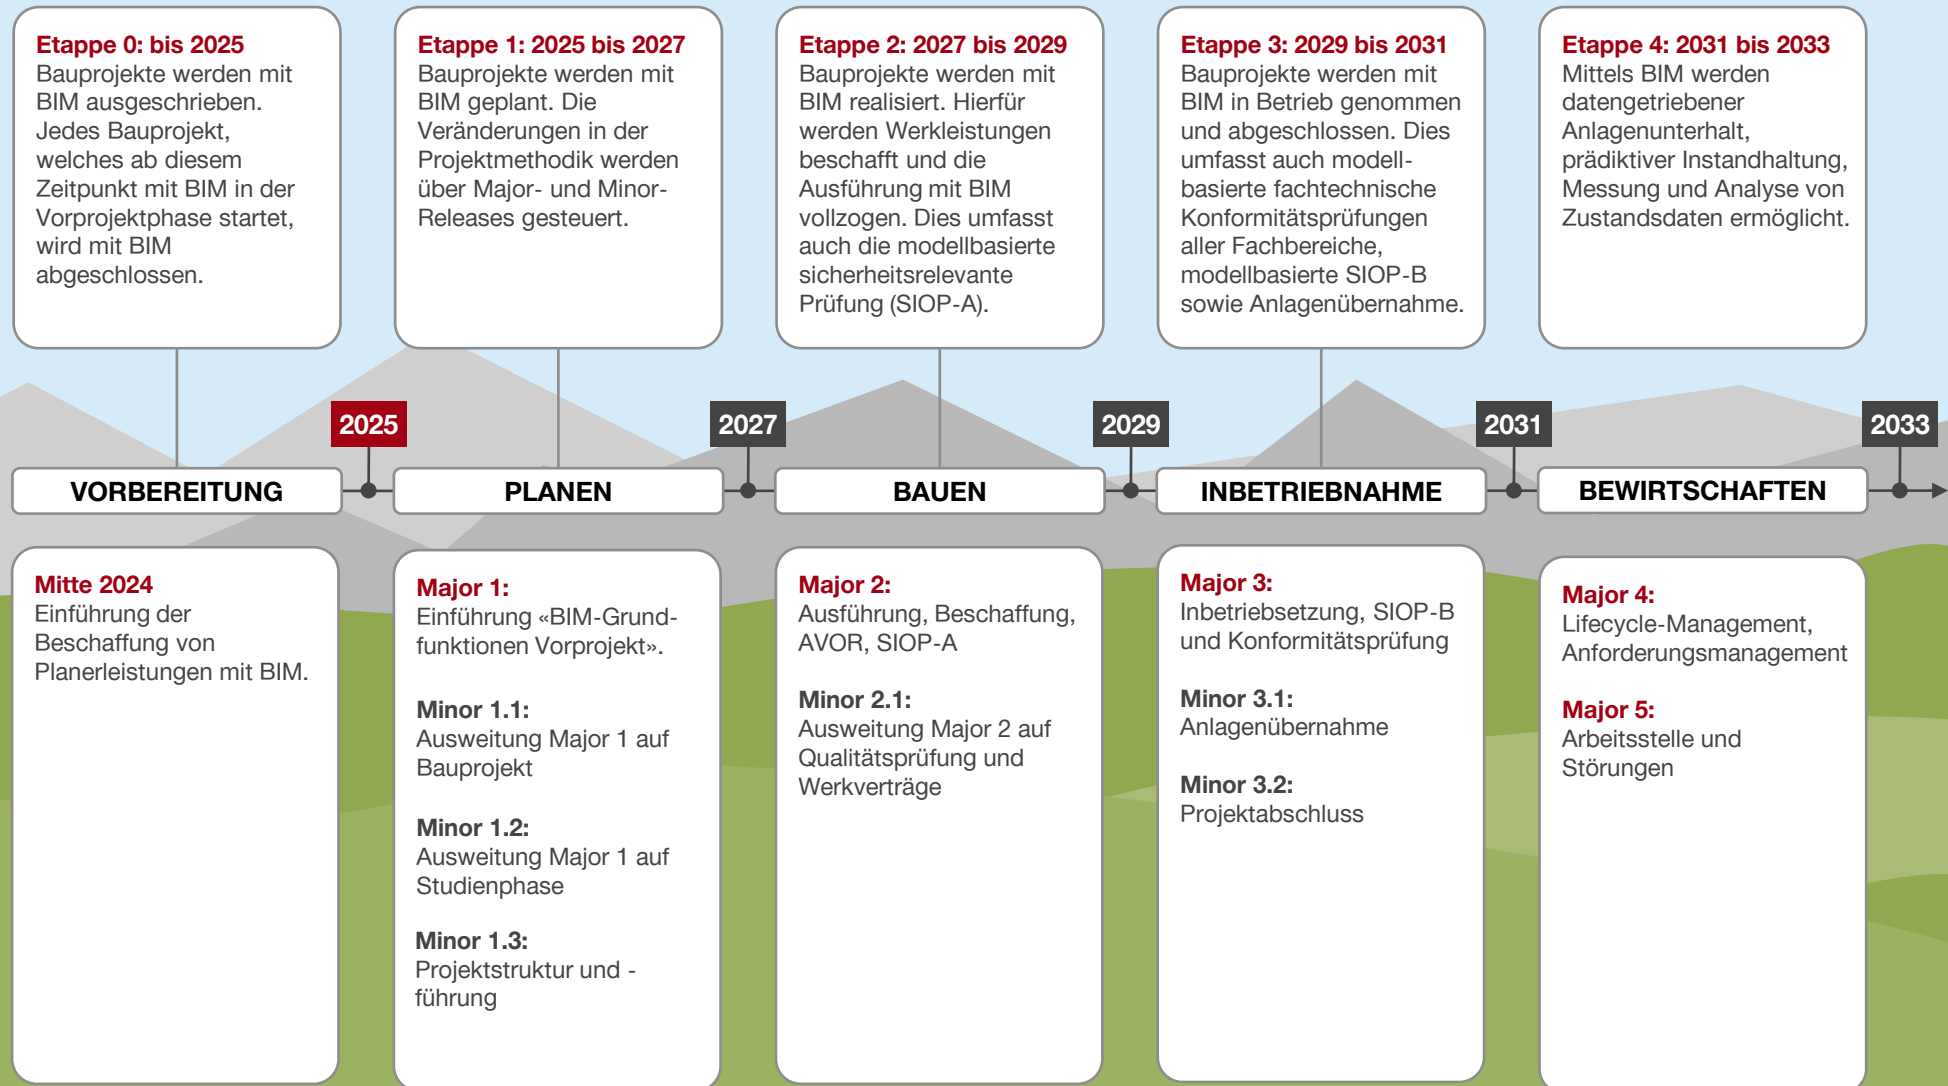 Etappe 0: bis 2025
Bauprojekte werden mit
BIM ausgeschrieben.
Jedes Bauprojekt,
welches ab diesem
Zeitpunkt mit BIM in der
Vorprojektphase startet,
wird mit BIM
abgeschlossen.
Etappe 1: 2025 bis 2027
Bauprojekte werden mit
BIM geplant. Die
Veränderungen in der
Projektmethodik werden
über Major- und Minor-
Releases gesteuert.
Etappe 2: 2027 bis 2029
Bauprojekte werden mit
BIM realisiert. Hierfür
werden Werkleistungen
beschafft und die
Ausführung mit BIM
vollzogen. Dies umfasst
auch die modellbasierte
sicherheitsrelevante
Prüfung (SIOP-A).
Etappe 3: 2029 bis 2031
Bauprojekte werden mit
BIM in Betrieb genommen
und abgeschlossen. Dies
umfasst auch modell-
basierte fachtechnische
Konformitätsprüfungen
aller Fachbereiche,
modellbasierte SIOP-B
sowie Anlagenübernahme.
Etappe 4: 2031 bis 2033
Mittels BIM werden
datengetriebener
Anlagenunterhalt,
prädiktiver Instandhaltung,
Messung und Analyse von
Zustandsdaten ermöglicht.
2025
2027
2029
2031
2033
VORBEREITUNG
PLANEN
BAUEN
INBETRIEBNAHME
BEWIRTSCHAFTEN
Mitte 2024
Einführung der
Beschaffung von
Planerleistungen mit BIM.
Major 1:
Einführung «BIM-Grund-
funktionen Vorprojekt».
Minor 1.1:
Ausweitung Major 1 auf
Bauprojekt
Minor 1.2:
Ausweitung Major 1 auf
Studienphase
Minor 1.3:
Projektstruktur und -
führung
Major 2:
Ausführung, Beschaffung,
AVOR, SIOP-A
Minor 2.1:
Ausweitung Major 2 auf
Qualitätsprüfung und
Werkverträge
Major 3:
Inbetriebsetzung, SIOP-B
und Konformitätsprüfung
Minor 3.1:
Anlagenübernahme
Minor 3.2:
Projektabschluss
Major 4:
Lifecycle-Management,
Anforderungsmanagement
Major 5:
Arbeitsstelle und
Störungen